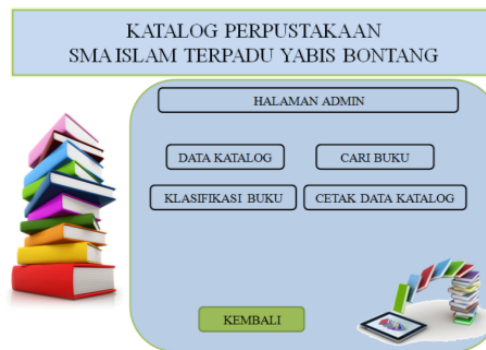 KATALOG PERPUSTAKAAN
SMA ISLAM TERPADU YABIS BONTANG
HALAMAN ADMIN
DATA KATALOG
CARI BUKU
KLASIFIKASI BUKU
CETAK DATA KATALOG
KEMBALI